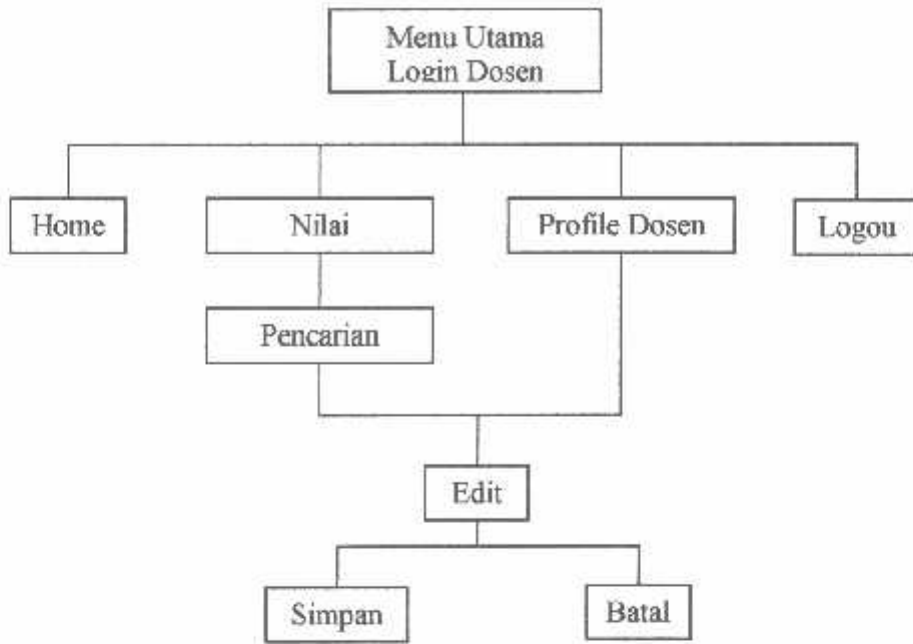 Menu Utama
Login Dosen
Home
Nilai
Profile Dosen
Logou
Pencarian
Edit
Simpan
Batal